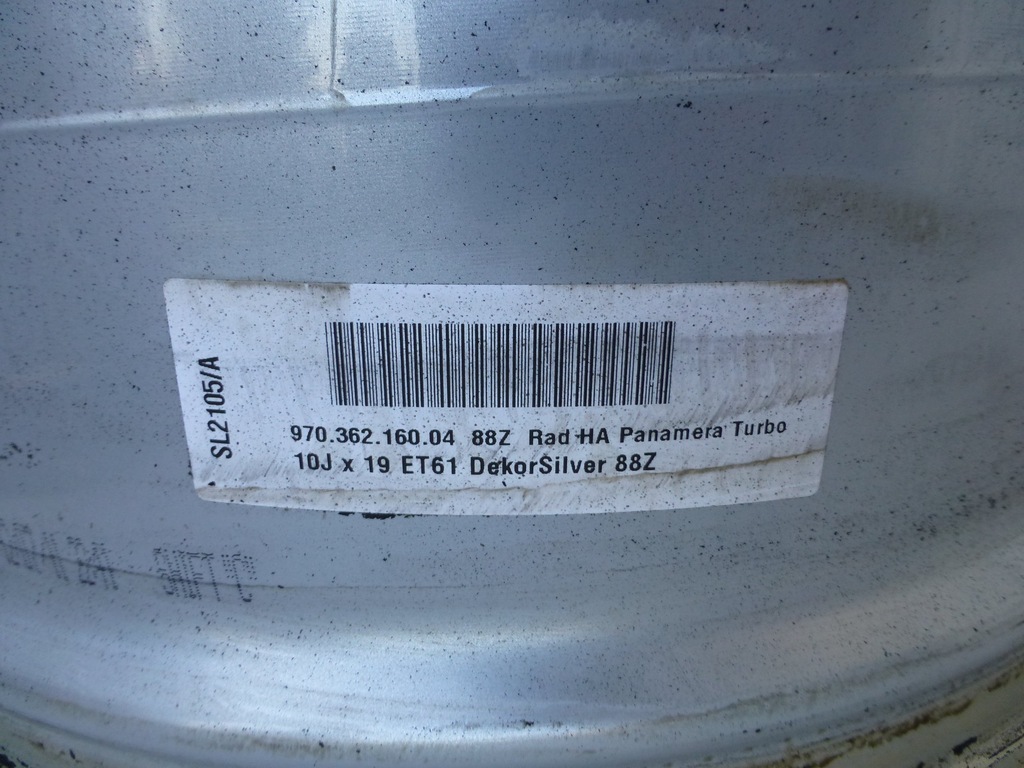 SL2105/A
970.362.160.04 88Z Rad HA Panamera Turbo
10J x 19 ET61 DekorSilver 88Z